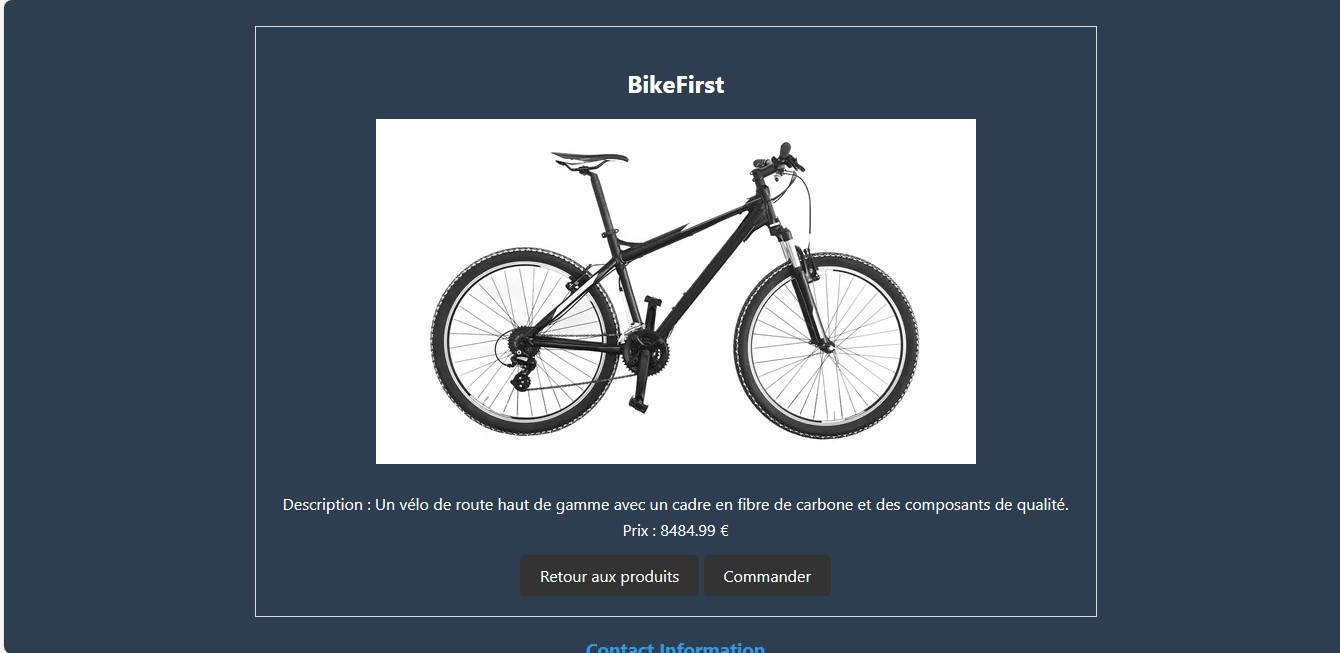 BikeFirst
Description : Un vélo de route haut de gamme avec un cadre en fibre de carbone et des composants de qualité.
Prix : 8484.99 €
Retour aux produits
Commander
Contact Information